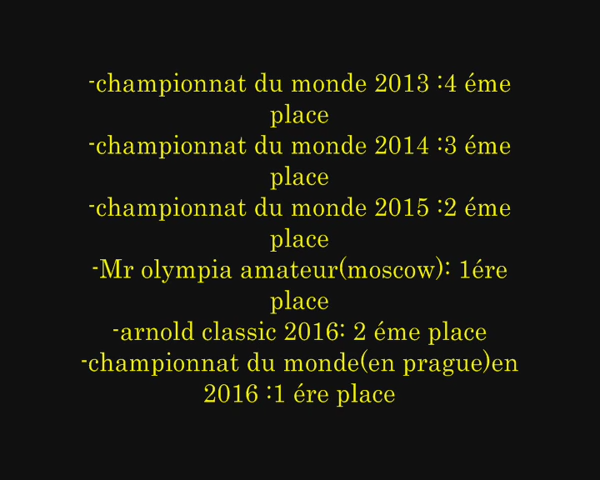 -championnat du monde 2013 :4 éme
place
-championnat du monde 2014 :3 éme
place
-championnat du monde 2015 :2 éme
place
-Mr olympia amateur(moscow): 1ére
place
-arnold classic 2016: 2 éme place
-championnat du monde(en prague)en
2016 :1 ére place